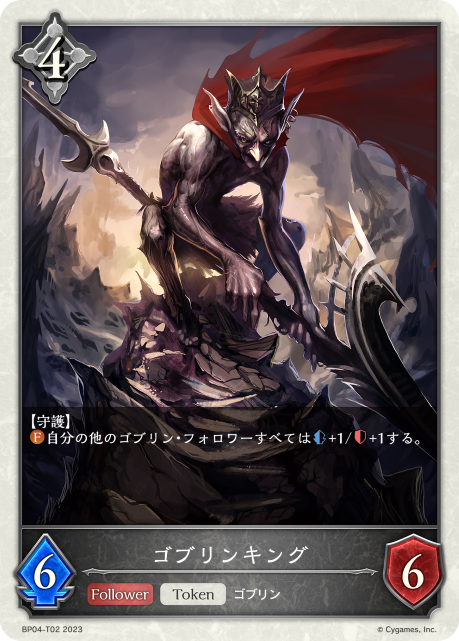 4
【守護】
F 自分の他のゴブリン・フォロワーすべては+1/+1する。
ゴブリンキング
6
Follower Token ゴブリン
6
BP04-T02 2023
© Cygames, Inc.